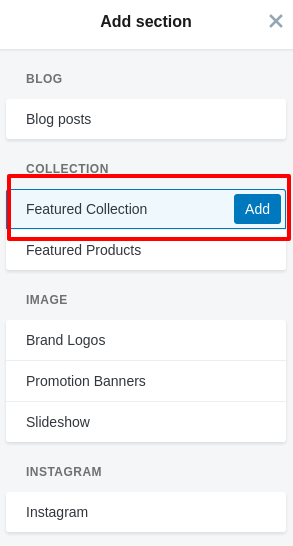 Add section
BLOG
Blog posts
COLLECTION
Featured Collection Add
Featured Products
IMAGE
Brand Logos
Promotion Banners
Slideshow
INSTAGRAM
Instagram